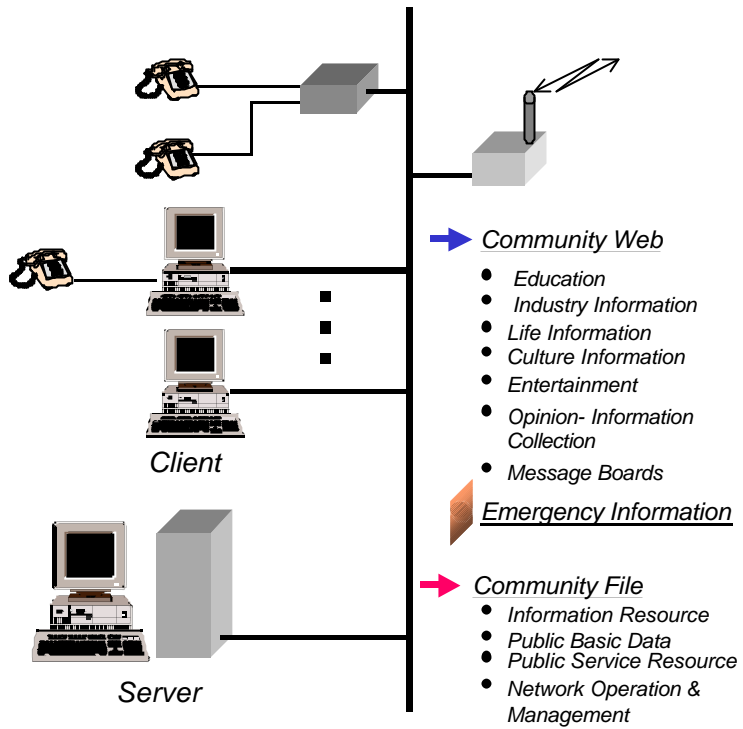 Community Web
Education
Industry Information
Life Information
Culture Information
Entertainment
Opinion- Information
Collection
Message Boards
Client
Emergency Information
Community File
Information Resource
Public Basic Data
Public Service Resource
Network Operation &
Management
Server